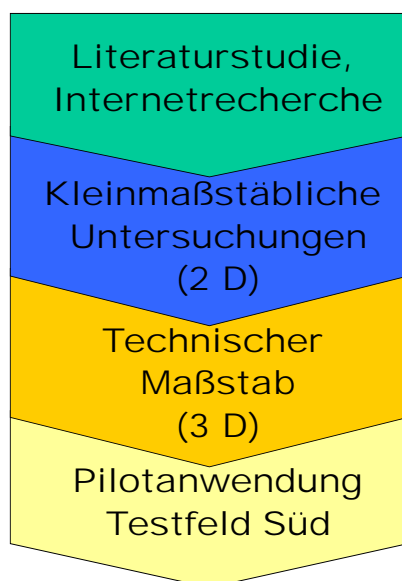 Literaturstudie,
Internetrecherche
Kleinmaßstäbliche
Untersuchungen
(2 D)
Technischer
Maßstab
(3 D)
Pilotanwendung
Testfeld Süd